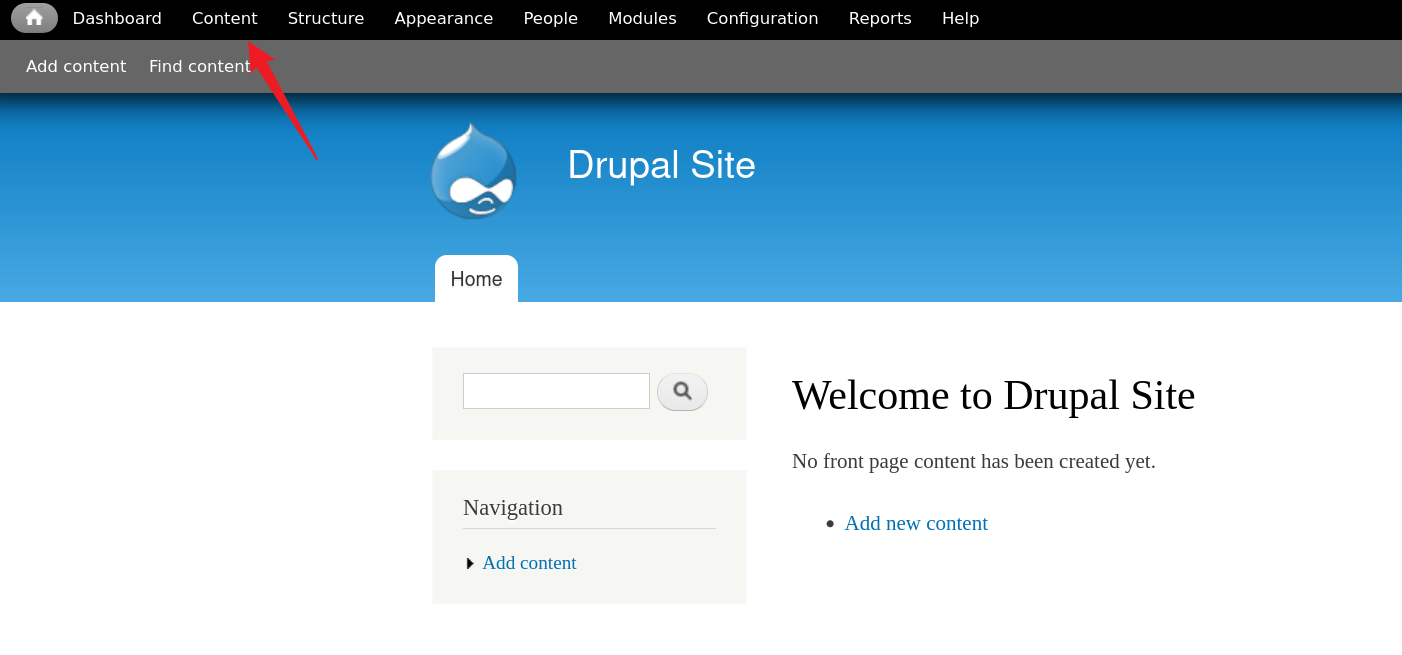 Dashboard Content Structure Appearance People Modules Configuration Reports Help
Add content Find content
Drupal Site
Home
Welcome to Drupal Site
No front page content has been created yet.
Navigation
Add new content
Add content